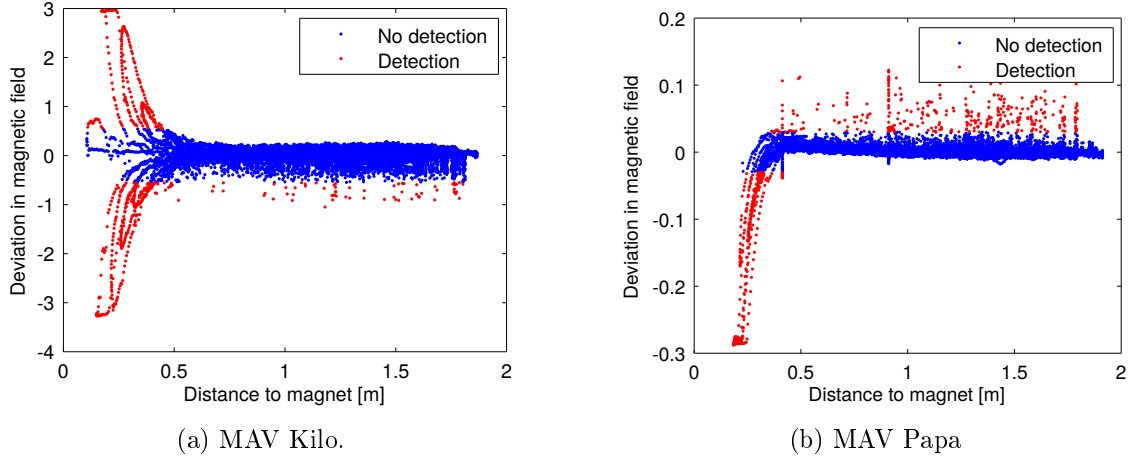 3
2
1
0
-1
-2
-3
-4
0
0.5
1
1.5
2
Deviation in magnetic field
Distance to magnet [m]
No detection
Detection
(a) MAV Kilo.
0.2
0.1
0
-0.1
-0.2
-0.3
0
0.5
1
1.5
2
Deviation in magnetic field
Distance to magnet [m]
No detection
Detection
(b) MAV Papa